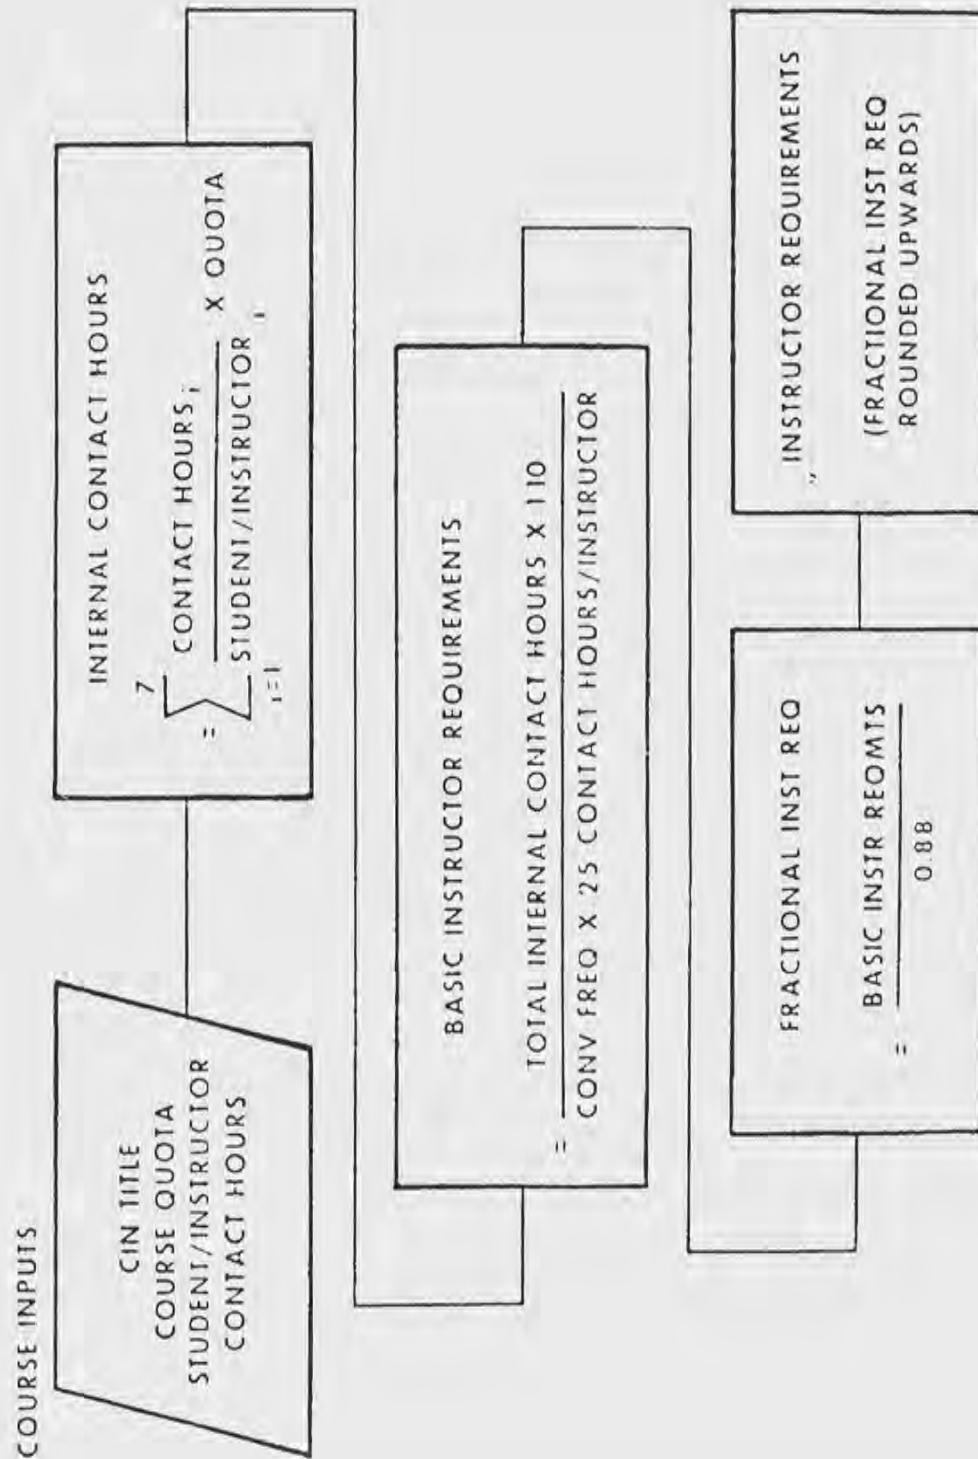 COURSE INPUTS
CIN TITLE
COURSE QUOTA
STUDENT/INSTRUCTOR
CONTACT HOURS
INTERNAL CONTACT HOURS
7
= ∑ CONTACT HOURS i
STUDENT/INSTRUCTOR i X QUOTA
i=1
BASIC INSTRUCTOR REQUIREMENTS
= TOTAL INTERNAL CONTACT HOURS X 110
CONV FREQ X 25 CONTACT HOURS/INSTRUCTOR
FRACTIONAL INST REQ
= BASIC INSTR REQMTS
0.88
INSTRUCTOR REQUIREMENTS
(FRACTIONAL INST REQ
ROUNDED UPWARDS)